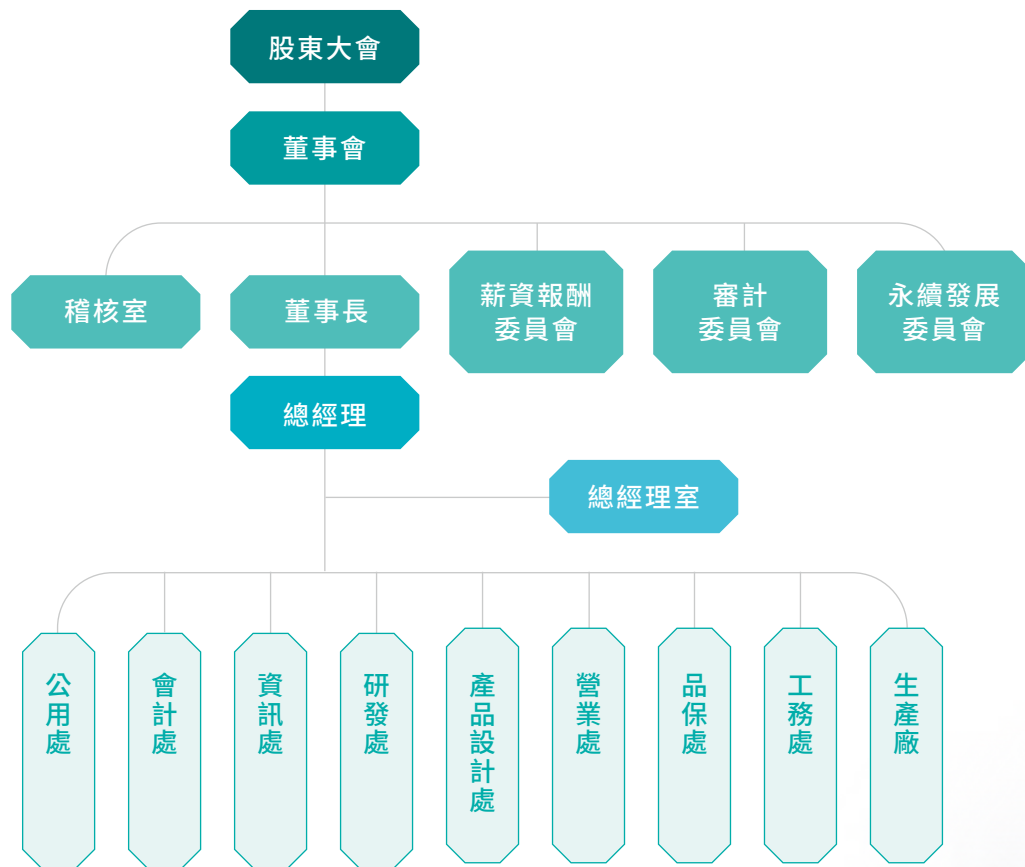 股東大會
董事會
稽核室
董事長
薪資報酬
委員會
審計
委員會
永續發展
委員會
總經理
總經理室
公用處
會計處
資訊處
研發處
產品設計處
營業處
品保處
工務處
生產廠